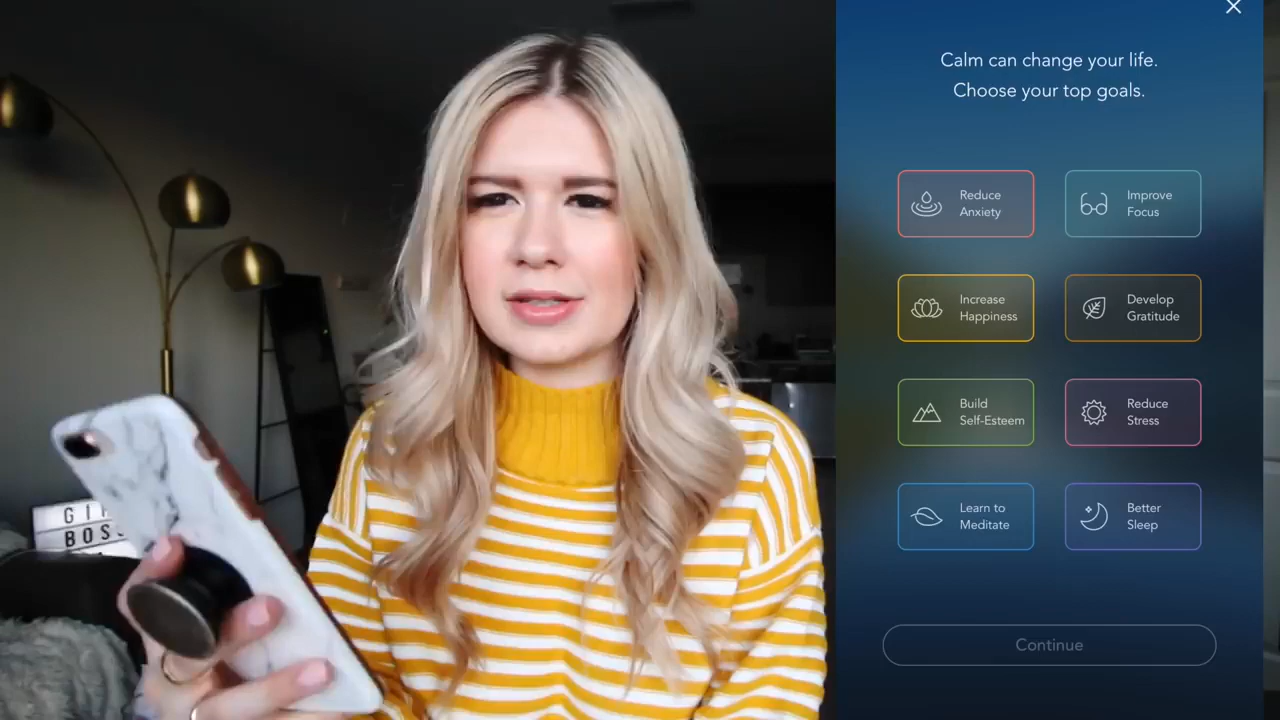 Calm can change your life.
Choose your top goals.
Reduce
Anxiety
Improve
Focus
Increase
Happiness
Develop
Gratitude
Build
Self-Esteem
Reduce
Stress
Learn to
Meditate
Better
Sleep
Continue
BOSS